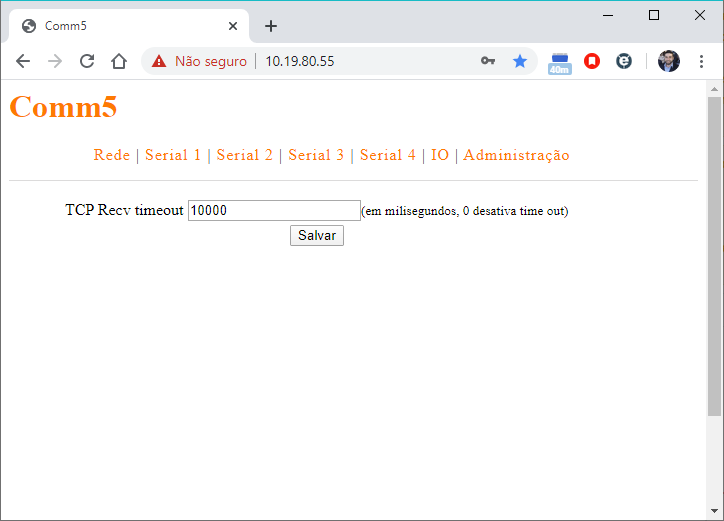 Comm5
Não seguro | 10.19.80.55
40m
Comm5
Rede | Serial 1 | Serial 2 | Serial 3 | Serial 4 | IO | Administração
TCP Recv timeout 10000 (em milisegundos, 0 desativa time out)
Salvar